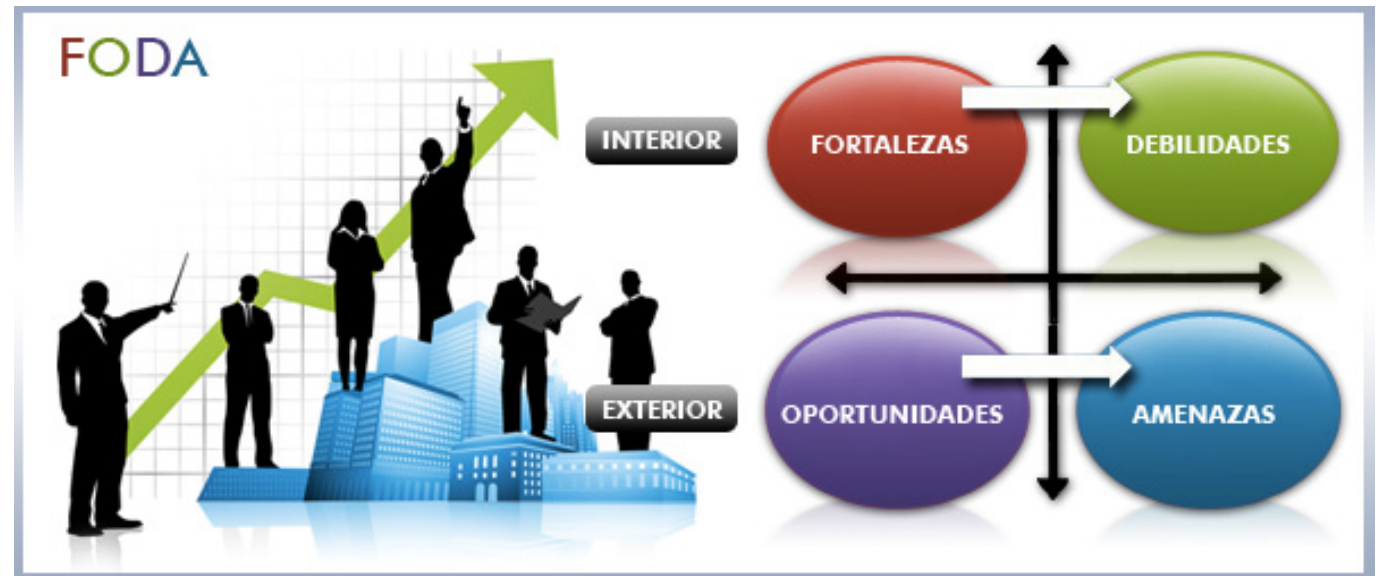 FODA
INTERIOR
FORTALEZAS
DEBILIDADES
EXTERIOR
OPORTUNIDADES
AMENAZAS